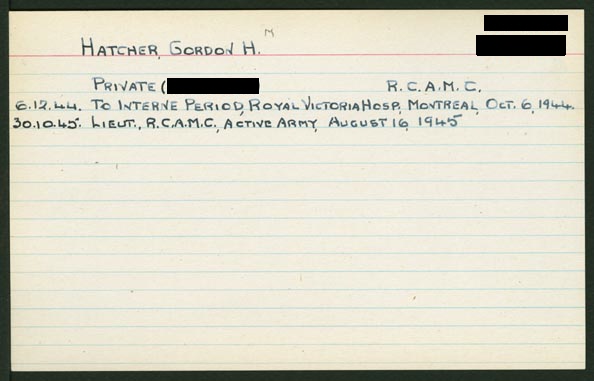 M
HATCHER, GORDON H.
PRIVATE ( R.C.A.M.C.
6.12.44. TO INTERNE PERIOD, ROYAL VICTORIA HOSP., MONTREAL, OCT. 6, 1944.
30.10.45. LIEUT., R.C.A.M.C., ACTIVE ARMY, AUGUST 16, 1945